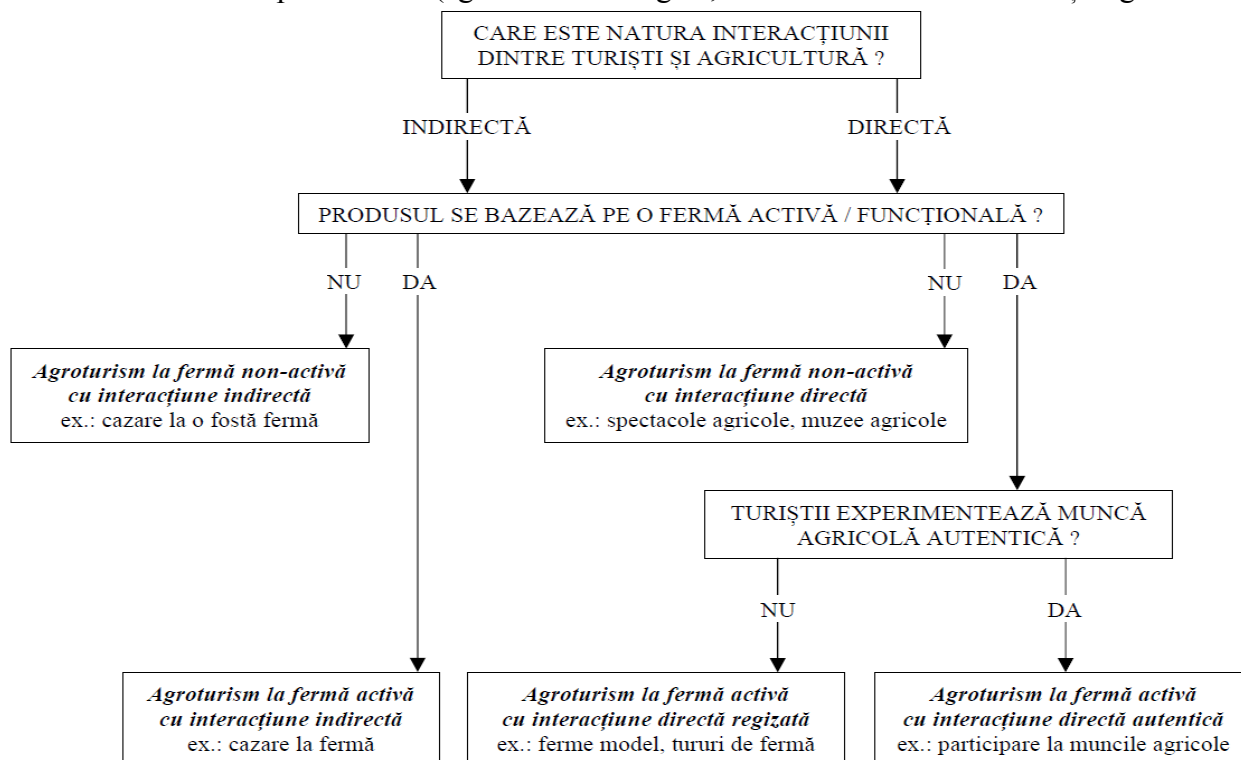 CARE ESTE NATURA INTERACȚIUNII
DINTRE TURIȘTI ȘI AGRICULTURĂ ?
INDIRECTĂ
DIRECTĂ
PRODUSUL SE BAZEAZĂ PE O FERMĂ ACTIVĂ / FUNCȚIONALĂ ?
NU
DA
NU
DA
Agroturism la fermă non-activă
cu interacțiune indirectă
ex.: cazare la o fostă fermă
Agroturism la fermă non-activă
cu interacțiune directă
ex.: spectacole agricole, muzee agricole
TURIȘTII EXPERIMENTEAZĂ MUNCĂ
AGRICOLĂ AUTENTICĂ ?
NU
DA
Agroturism la fermă activă
cu interacțiune indirectă
ex.: cazare la fermă
Agroturism la fermă activă
cu interacțiune directă regizată
ex.: ferme model, tururi de fermă
Agroturism la fermă activă
cu interacțiune directă autentică
ex.: participare la muncile agricole